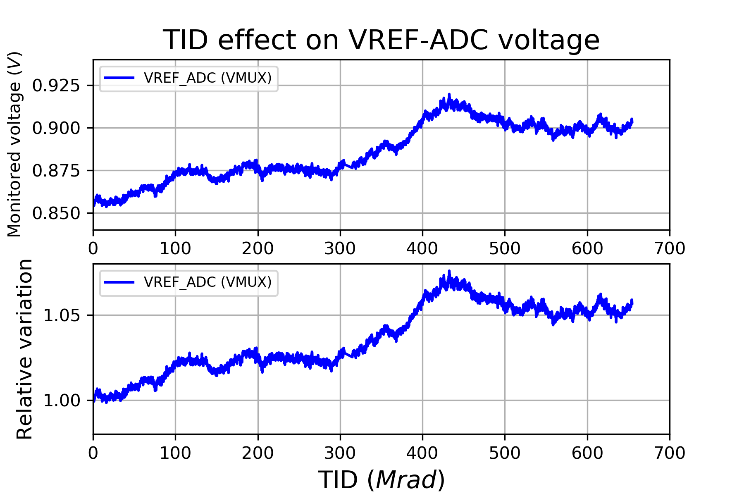 TID effect on VREF-ADC voltage
Monitored voltage (V)
0.925
0.900
0.875
0.850
VREF_ADC (VMUX)
0 100 200 300 400 500 600 700
Relative variation
1.05
1.00
VREF_ADC (VMUX)
0 100 200 300 400 500 600 700
TID (Mrad)